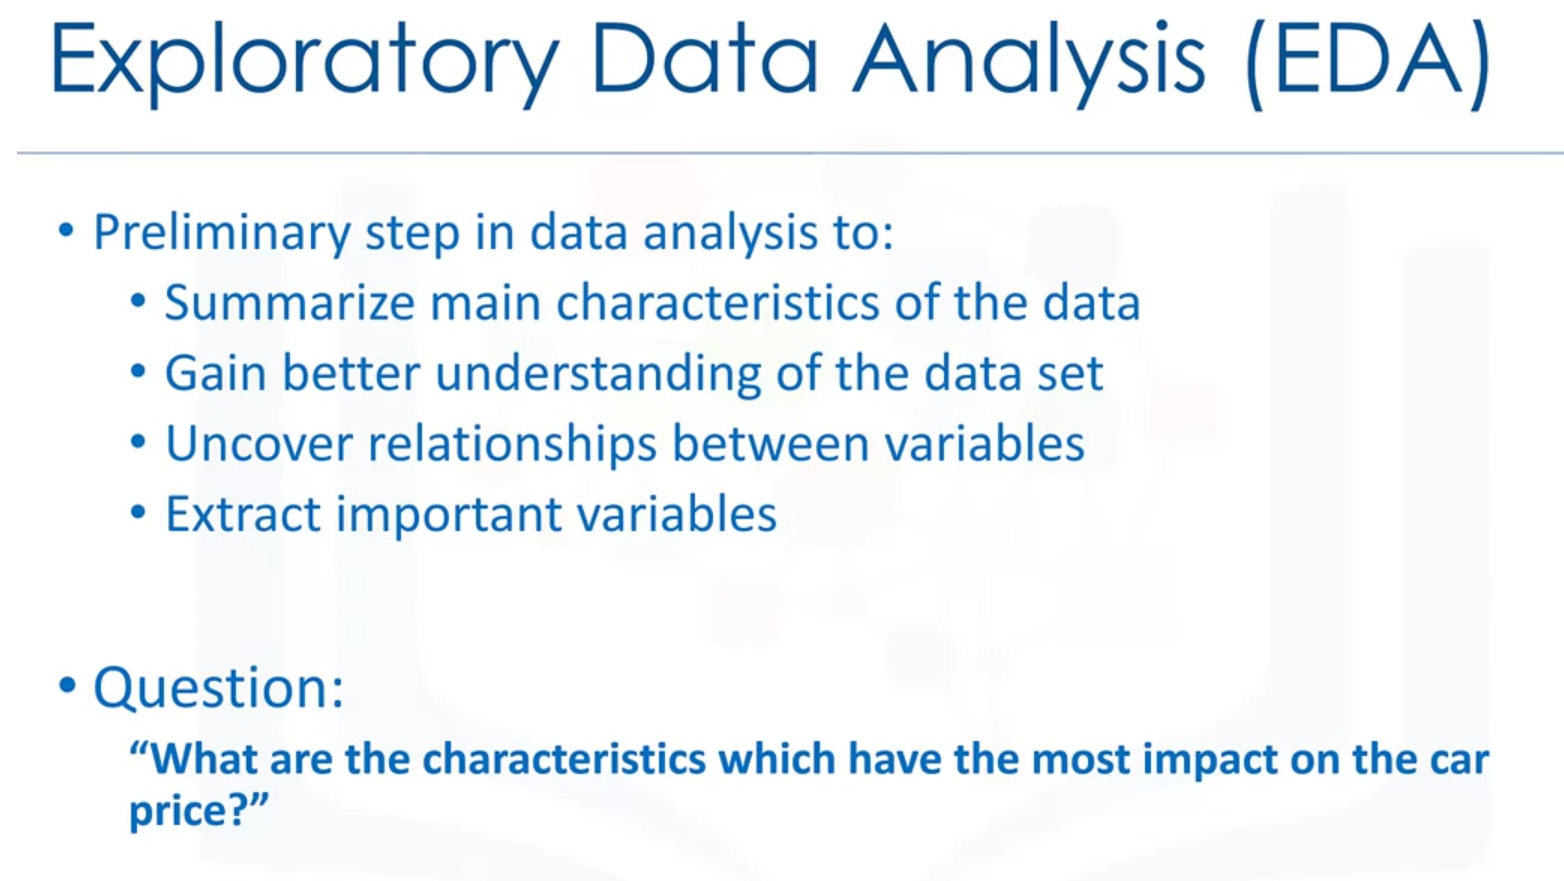 Exploratory Data Analysis (EDA)
• Preliminary step in data analysis to:
• Summarize main characteristics of the data
• Gain better understanding of the data set
• Uncover relationships between variables
• Extract important variables
• Question:
“What are the characteristics which have the most impact on the car
price?”